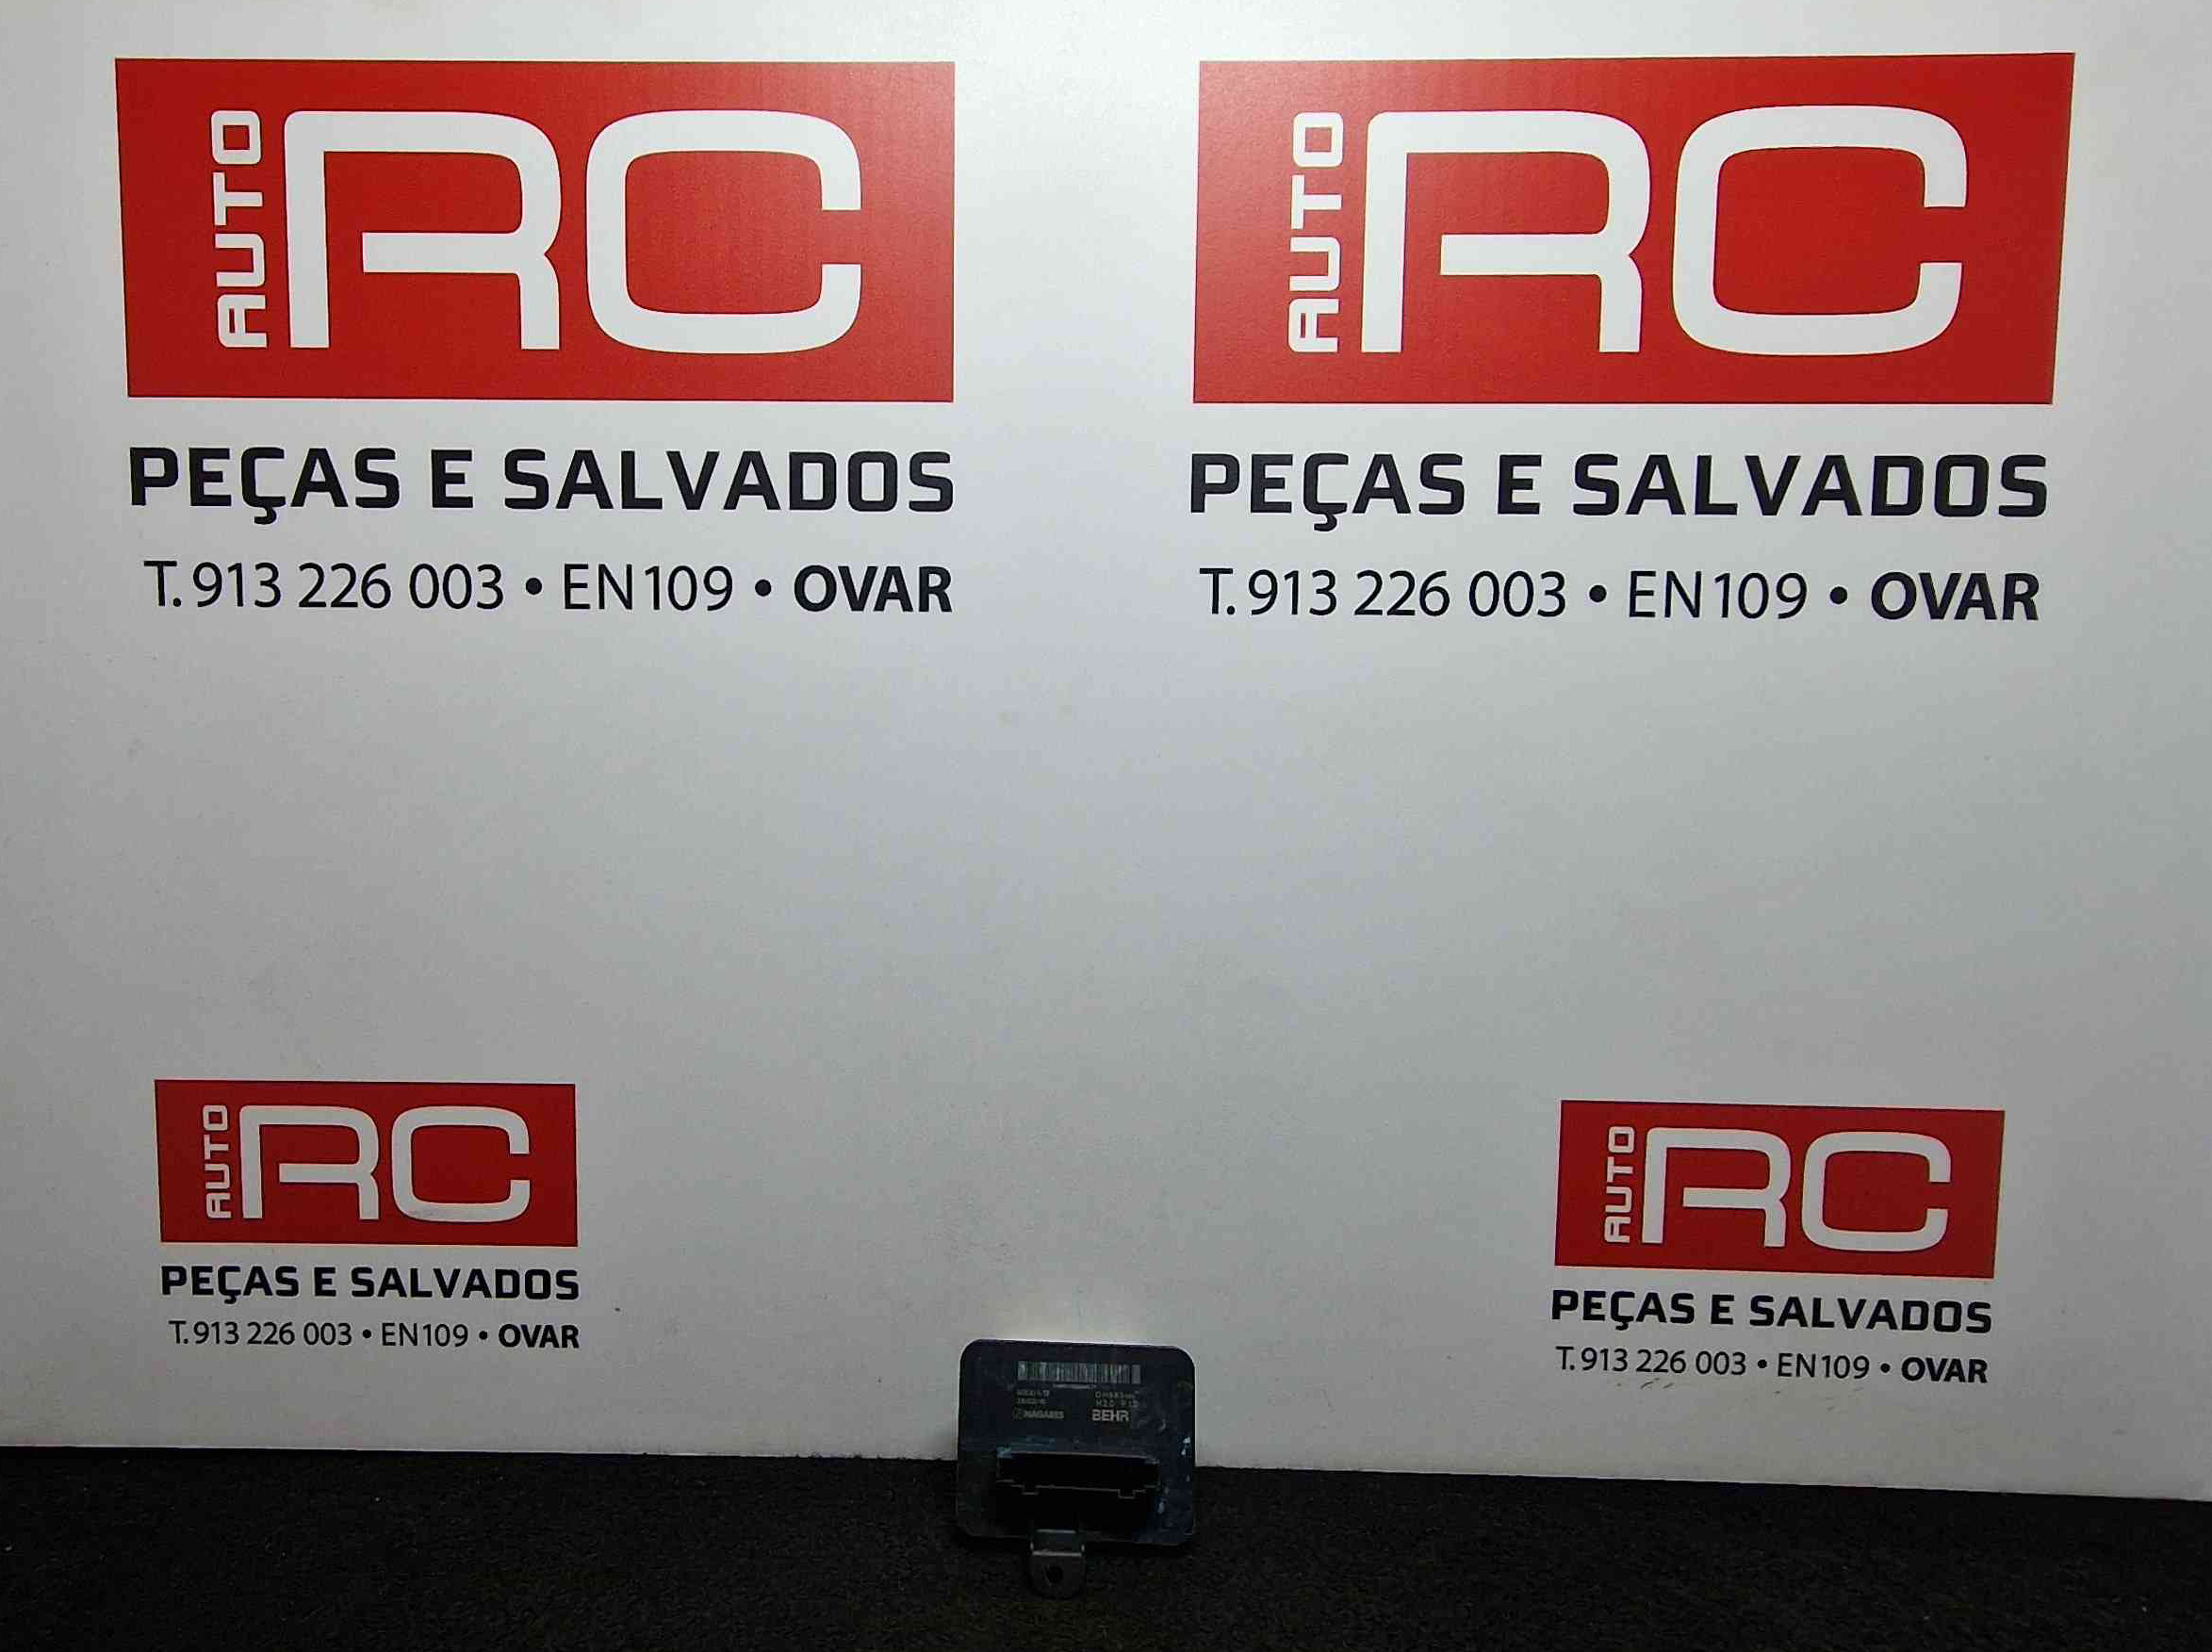 AUTO RC
PEÇAS E SALVADOS
T. 913 226 003 • EN109 • OVAR
AUTO RC
PEÇAS E SALVADOS
T. 913 226 003 • EN109 • OVAR
AUTO RC
PEÇAS E SALVADOS
T. 913 226 003 • EN109 • OVAR
AUTO RC
PEÇAS E SALVADOS
T. 913 226 003 • EN109 • OVAR
NAGARES BEHR